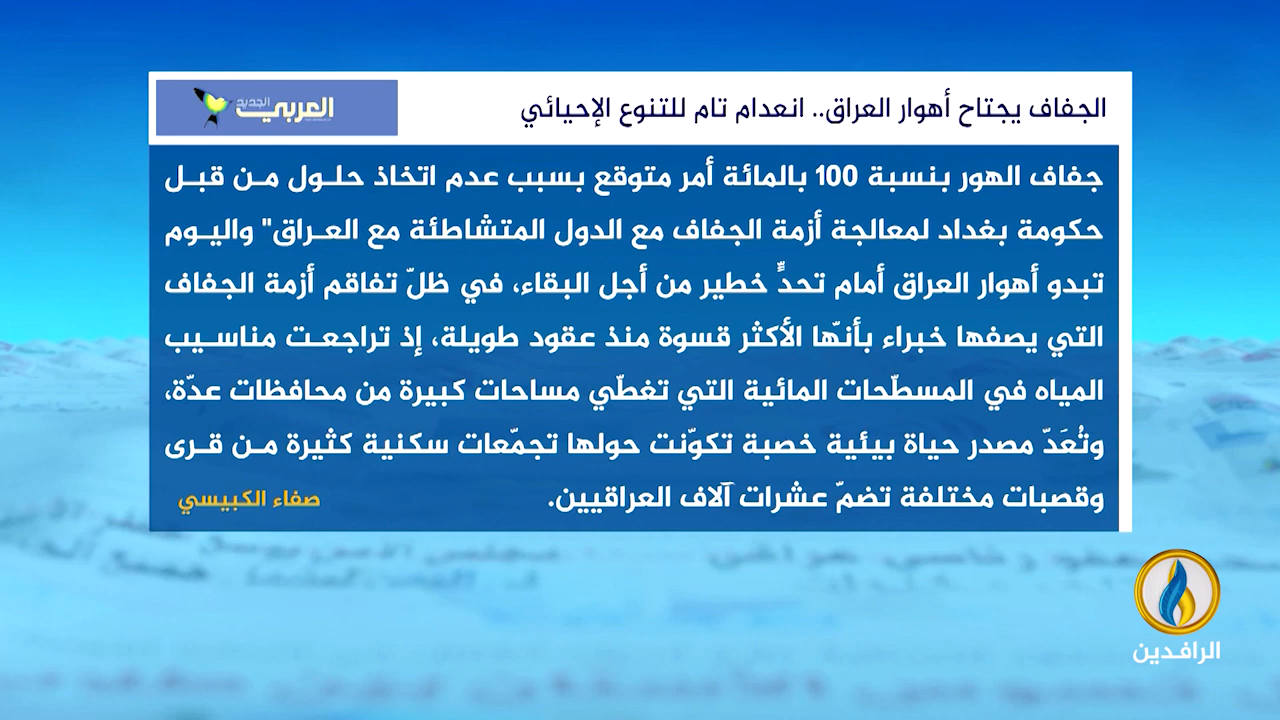 الجفاف يجتاح أهوار العراق.. انعدام تام للتنوع الإحيائي
العربي الجديد
جفاف الهور بنسبة 100 بالمائة أمر متوقع بسبب عدم اتخاذ حلول من قبل
حكومة بغداد لمعالجة أزمة الجفاف مع الدول المتشاطئة مع العراق" واليوم
تبدو أهوار العراق أمام تحدٍّ خطير من أجل البقاء، في ظلّ تفاقم أزمة الجفاف
التي يصفها خبراء بأنّها الأكثر قسوة منذ عقود طويلة، إذ تراجعت مناسيب
المياه في المسطّحات المائية التي تغطّي مساحات كبيرة من محافظات عدّة،
وتُعَدّ مصدر حياة بيئية خصبة تكوّنت حولها تجمّعات سكنية كثيرة من قرى
وقصبات مختلفة تضمّ عشرات آلاف العراقيين.
صفاء الكبيسي
الرافدين